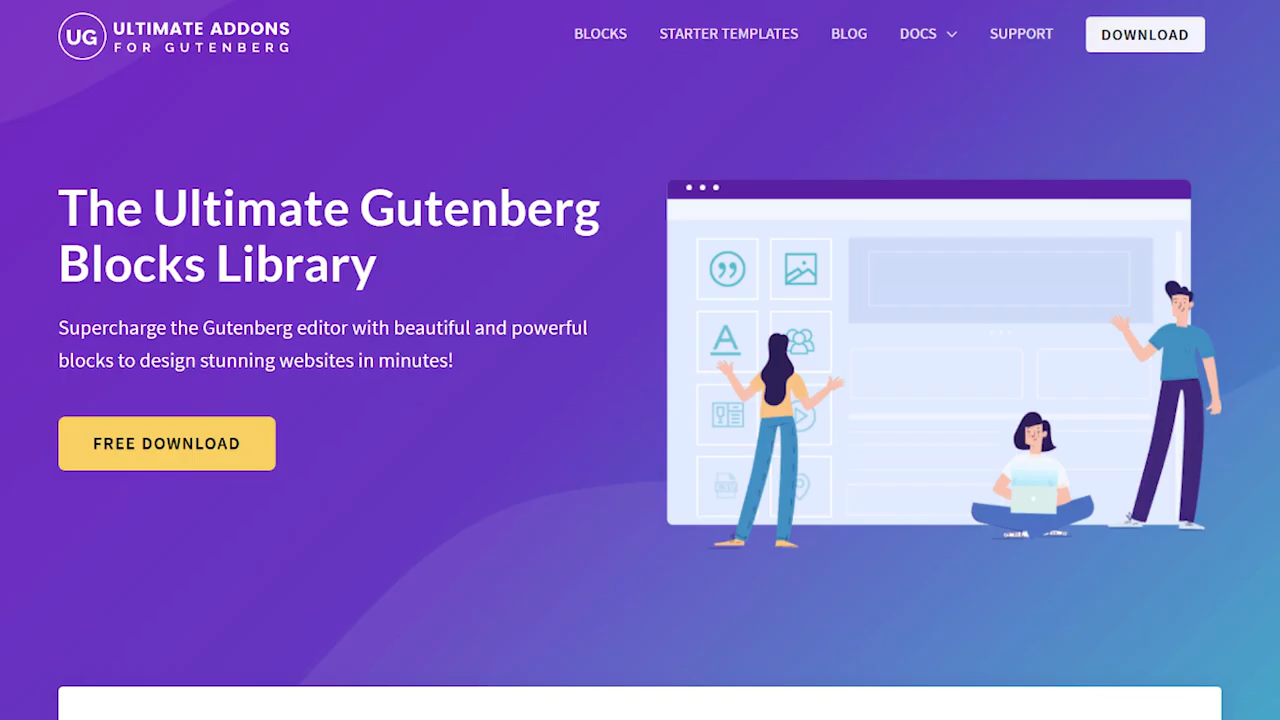 UG ULTIMATE ADDONS
FOR GUTENBERG
BLOCKS STARTER TEMPLATES BLOG DOCS SUPPORT DOWNLOAD
The Ultimate Gutenberg
Blocks Library
Supercharge the Gutenberg editor with beautiful and powerful
blocks to design stunning websites in minutes!
FREE DOWNLOAD
A